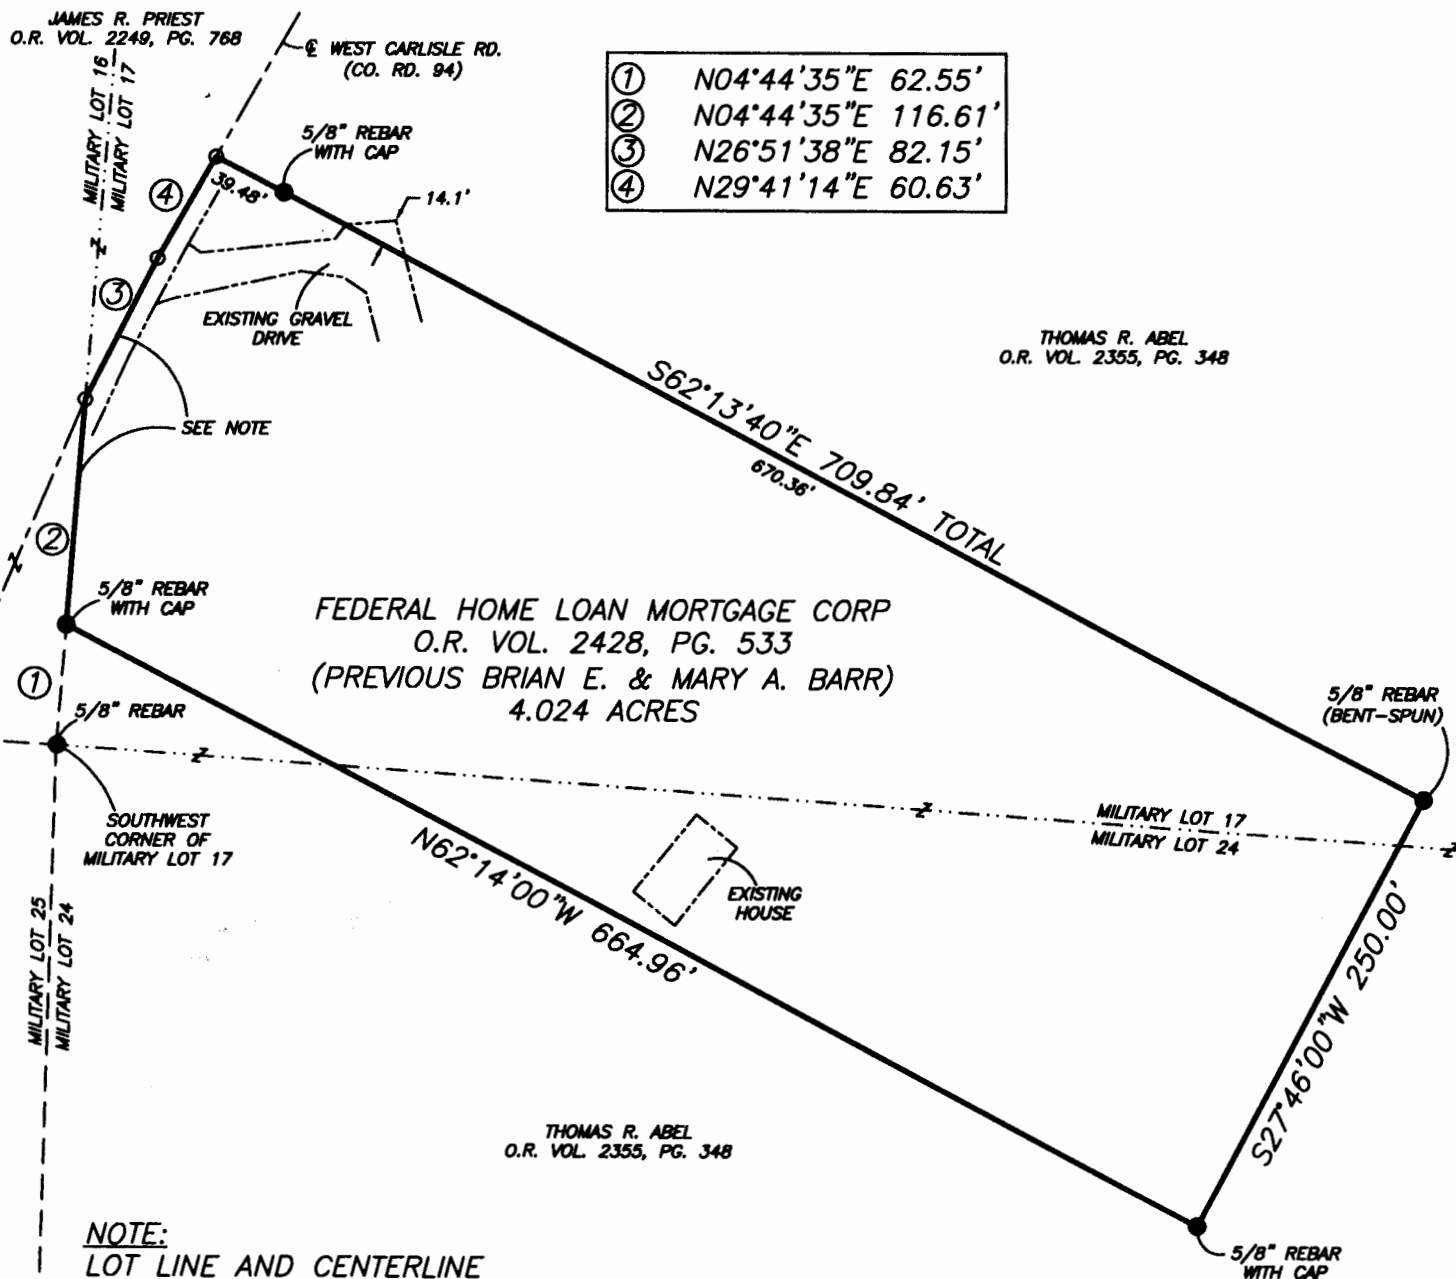 JAMES R. PRIEST
O.R. VOL. 2249, PG. 768
℄ WEST CARLISLE RD.
(CO. RD. 94)
① N04°44'35"E 62.55'
② N04°44'35"E 116.61'
③ N26°51'38"E 82.15'
④ N29°41'14"E 60.63'
MILITARY LOT 16
MILITARY LOT 17
5/8" REBAR
WITH CAP
④
39.48'
14.1'
③
EXISTING GRAVEL
DRIVE
THOMAS R. ABEL
O.R. VOL. 2355, PG. 348
SEE NOTE
S62°13'40"E 709.84' TOTAL
670.36'
②
5/8" REBAR
WITH CAP
FEDERAL HOME LOAN MORTGAGE CORP
O.R. VOL. 2428, PG. 533
(PREVIOUS BRIAN E. & MARY A. BARR)
4.024 ACRES
①
5/8" REBAR
5/8" REBAR
(BENT-SPUN)
SOUTHWEST
CORNER OF
MILITARY LOT 17
MILITARY LOT 17
MILITARY LOT 24
N62°14'00"W 664.96'
EXISTING
HOUSE
MILITARY LOT 25
MILITARY LOT 24
S27°46'00"W 250.00'
THOMAS R. ABEL
O.R. VOL. 2355, PG. 348
NOTE:
LOT LINE AND CENTERLINE
5/8" REBAR
WITH CAP